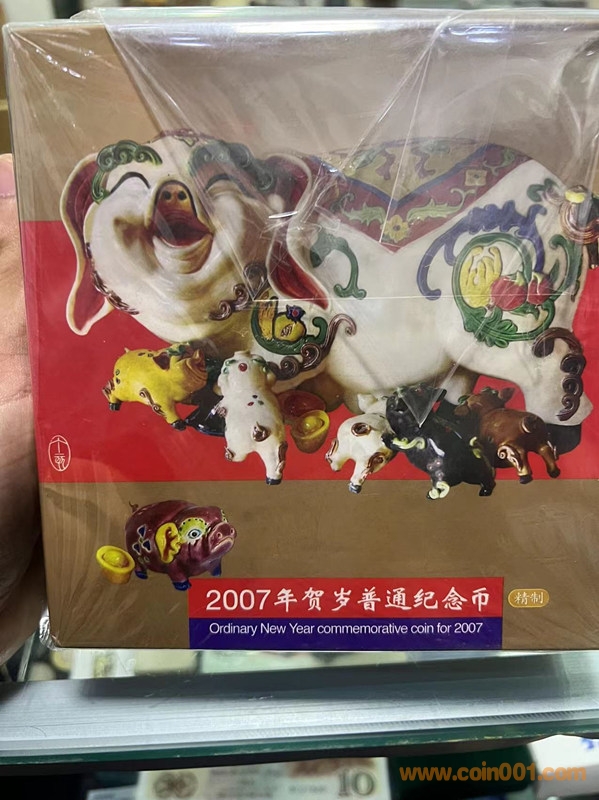 2007年贺岁普通纪念币
精制
Ordinary New Year commemorative coin for 2007
10
www.coin001.com